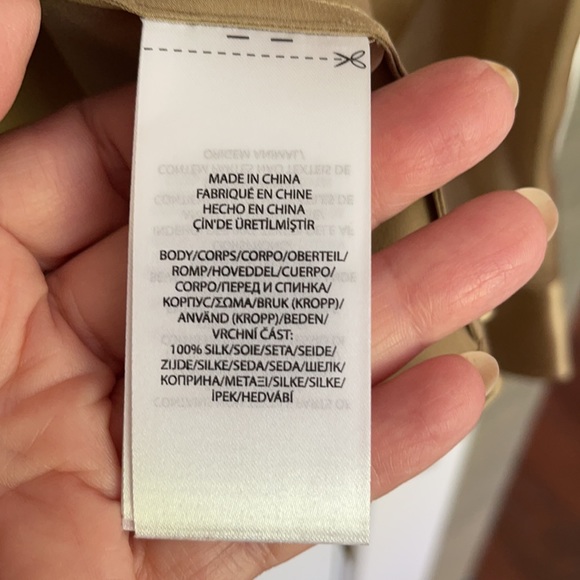 MADE IN CHINA
FABRIQUÉ EN CHINE
HECHO EN CHINA
ÇIN'DE ÜRETİLMİŞTİR
BODY/CORPS/CORPO/OBERTEIL/
ROMP/HOVEDDEL/CUERPO/
CORPO/ПЕРЕД И СПИНКА/
КОРПУС/ΣΩΜΑ/BRUK (KROPP)/
ANVÄND (KROPP)/BEDEN/
VRCHNÍ ČÁST:
100% SILK/SOIE/SETA/SEIDE/
ZIJDE/SILKE/SEDA/SEDA/ШЕЛК/
КОПРИНА/ΜΕΤΑΞΙ/SILKE/SILKE/
İPEK/HEDVÁBÍ